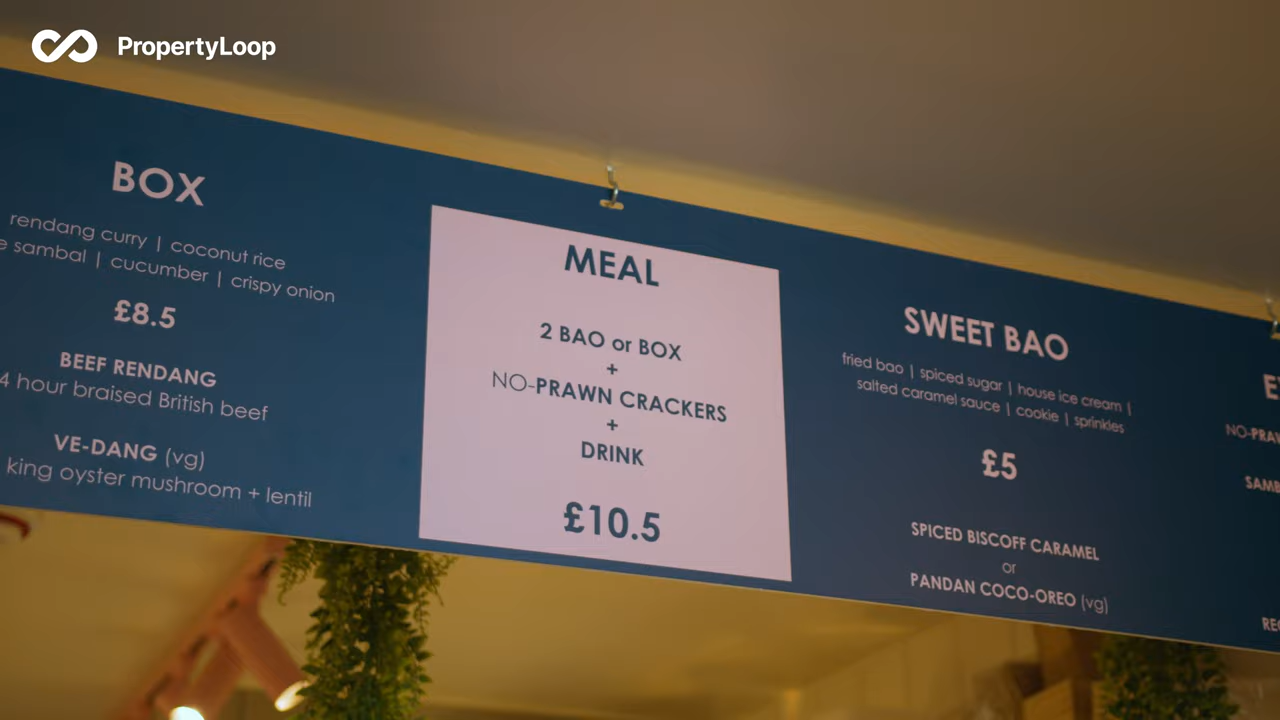 PropertyLoop
BOX
rendang curry | coconut rice
sambal | cucumber | crispy onion
£8.5
BEEF RENDANG
4 hour braised British beef
VE-DANG (vg)
king oyster mushroom + lentil
MEAL
2 BAO or BOX
+
NO-PRAWN CRACKERS
+
DRINK
£10.5
SWEET BAO
fried bao | spiced sugar | house ice cream |
salted caramel sauce | cookie | sprinkles
£5
SPICED BISCOFF CARAMEL
or
PANDAN COCO-OREO (vg)
NO-